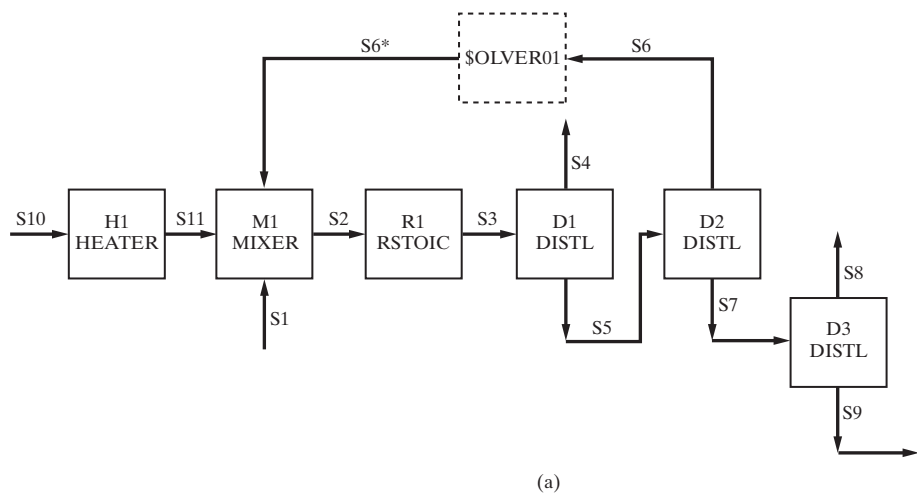 S6*
$OLVER01
S6
S4
S10
H1
HEATER
S11
M1
MIXER
S2
R1
RSTOIC
S3
D1
DISTL
D2
DISTL
S1
S5
S7
S8
D3
DISTL
S9
(a)